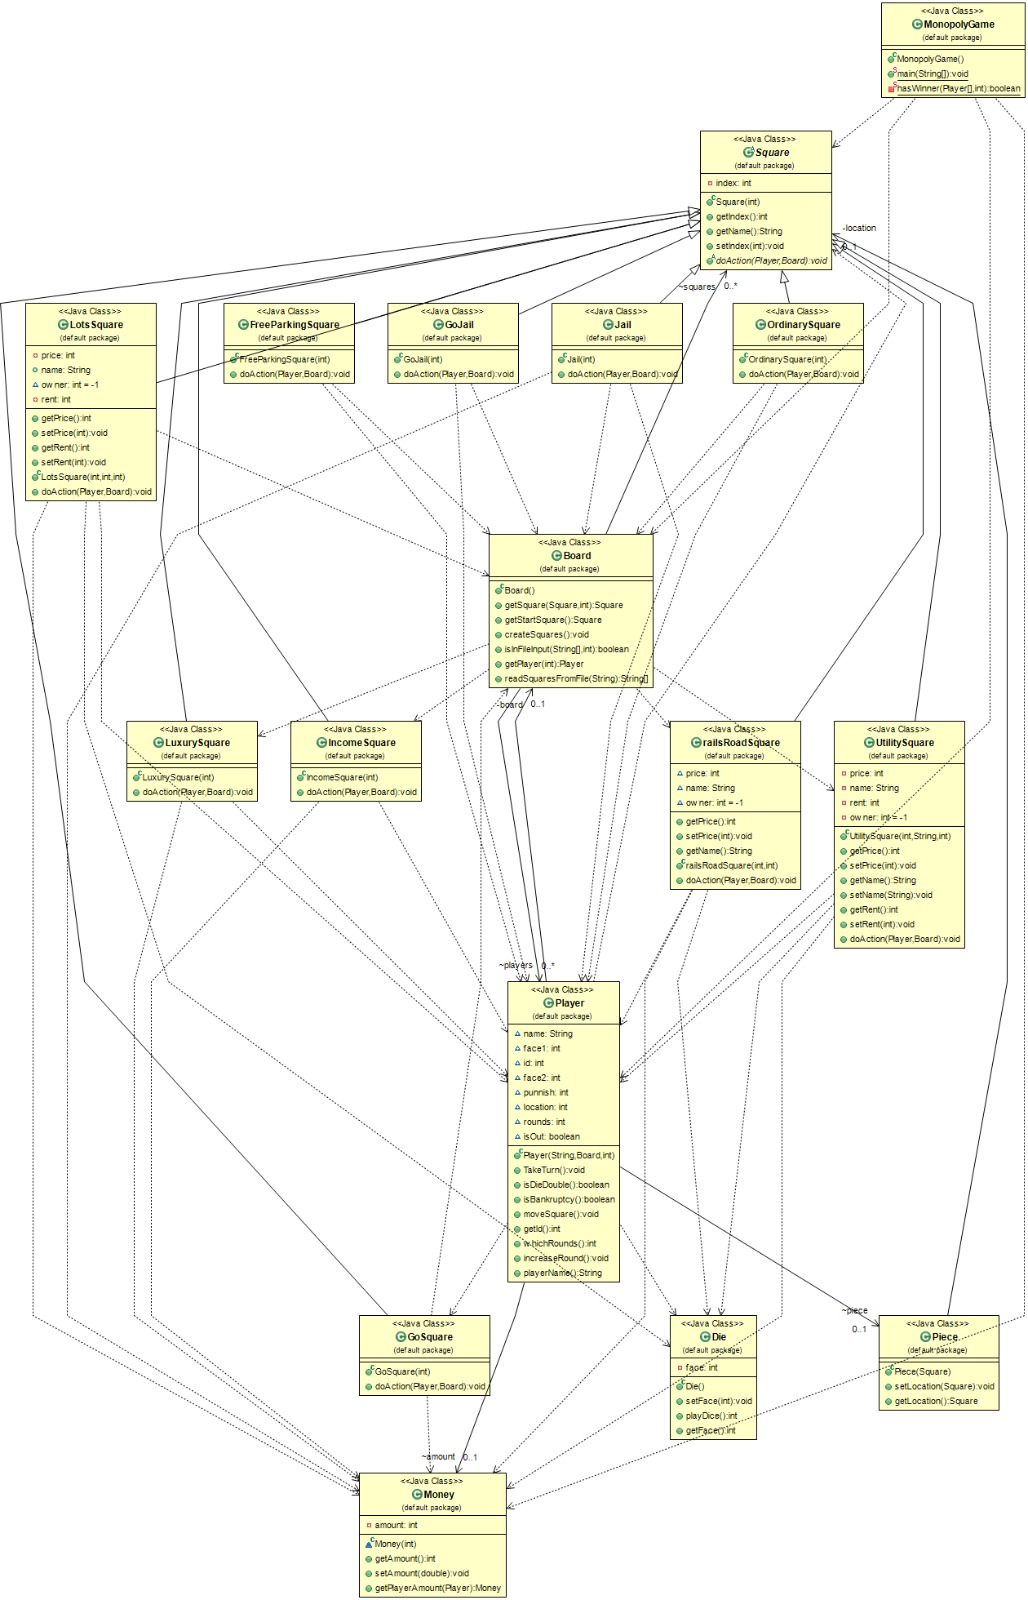 <<Java Class>>
MonopolyGame
(default package)
MonopolyGame()
main(String[]):void
hasWinner(Player[],int):boolean
<<Java Class>>
Square
(default package)
index: int
Square(int)
getIndex():int
getName():String
setIndex(int):void
doAction(Player,Board):void
-location
0..1
~squares
0..*
<<Java Class>>
LotsSquare
(default package)
price: int
name: String
owner: int = -1
rent: int
getPrice():int
setPrice(int):void
getRent():int
setRent(int):void
LotsSquare(int,int,int)
doAction(Player,Board):void
<<Java Class>>
FreeParkingSquare
(default package)
FreeParkingSquare(int)
doAction(Player,Board):void
<<Java Class>>
GoJail
(default package)
GoJail(int)
doAction(Player,Board):void
<<Java Class>>
Jail
(default package)
Jail(int)
doAction(Player,Board):void
<<Java Class>>
OrdinarySquare
(default package)
OrdinarySquare(int)
doAction(Player,Board):void
<<Java Class>>
Board
(default package)
Board()
getSquare(Square,int):Square
getStartSquare():Square
createSquares():void
isInFileInput(String[],int):boolean
getPlayer(int):Player
readSquaresFromFile(String):String[]
-board
0..1
<<Java Class>>
LuxurySquare
(default package)
LuxurySquare(int)
doAction(Player,Board):void
<<Java Class>>
IncomeSquare
(default package)
IncomeSquare(int)
doAction(Player,Board):void
<<Java Class>>
railsRoadSquare
(default package)
price: int
name: String
owner: int = -1
getPrice():int
setPrice(int):void
getName():String
railsRoadSquare(int,int)
doAction(Player,Board):void
<<Java Class>>
UtilitySquare
(default package)
price: int
name: String
rent: int
owner: int = -1
UtilitySquare(int,String,int)
getPrice():int
setPrice(int):void
getName():String
setName(String):void
getRent():int
setRent(int):void
doAction(Player,Board):void
~players
0..*
<<Java Class>>
Player
(default package)
name: String
face1: int
id: int
face2: int
punnish: int
location: int
rounds: int
isOut: boolean
Player(String,Board,int)
TakeTurn():void
isDieDouble():boolean
isBankruptcy():boolean
moveSquare():void
getId():int
whichRounds():int
increaseRound():void
playerName():String
<<Java Class>>
GoSquare
(default package)
GoSquare(int)
doAction(Player,Board):void
<<Java Class>>
Die
(default package)
face: int
Die()
setFace(int):void
playDice():int
getFace():int
~piece
0..1
<<Java Class>>
Piece
(default package)
Piece(Square)
setLocation(Square):void
getLocation():Square
~amount
0..1
<<Java Class>>
Money
(default package)
amount: int
Money(int)
getAmount():int
setAmount(double):void
getPlayerAmount(Player):Money